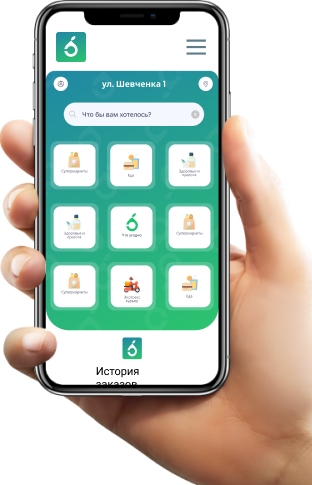 ул. Шевченка 1
Что бы вам хотелось?
Супермаркеты
Еда
Здоровье и
красота
Здоровье и
красота
Что угодно
Супермаркеты
Супермаркеты
Экспресс
курьер
Еда
История
заказов